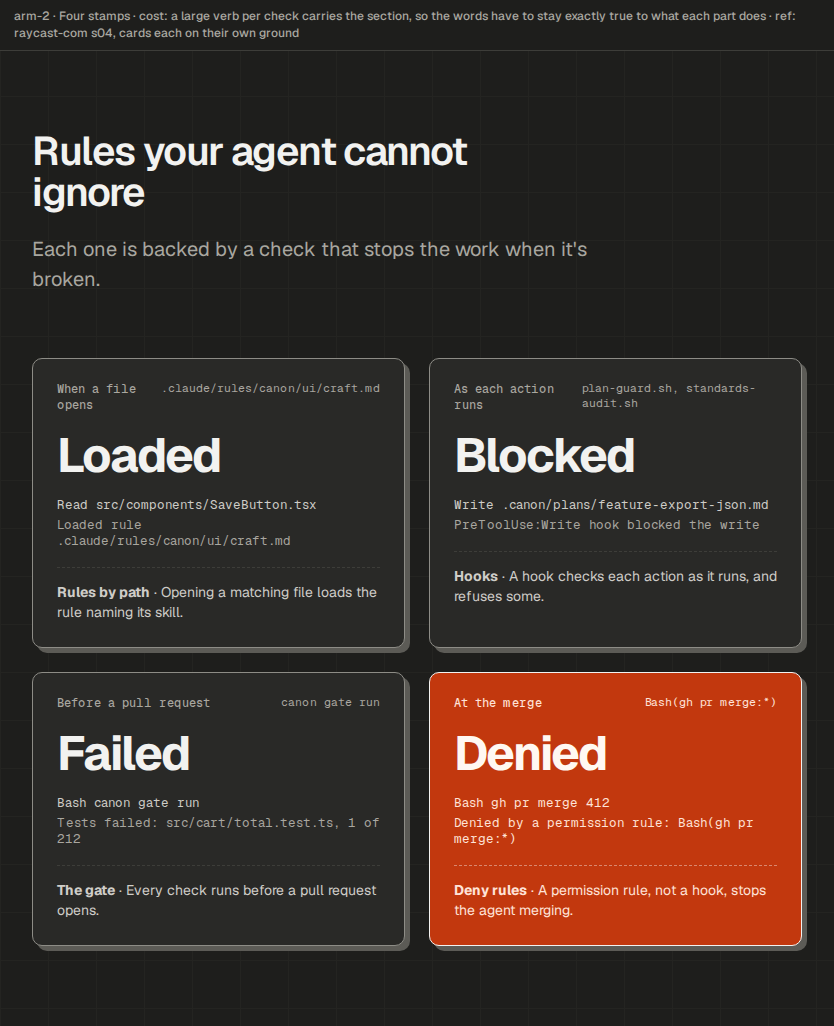 arm-2 · Four stamps · cost: a large verb per check carries the section, so the words have to stay exactly true to what each part does · ref:
raycast-com s04, cards each on their own ground
Rules your agent cannot
ignore
Each one is backed by a check that stops the work when it's
broken.
When a file
opens
.claude/rules/canon/ui/craft.md
Loaded
Read src/components/SaveButton.tsx
Loaded rule
.claude/rules/canon/ui/craft.md
Rules by path · Opening a matching file loads the
rule naming its skill.
As each action
runs
plan-guard.sh, standards-
audit.sh
Blocked
Write .canon/plans/feature-export-json.md
PreToolUse:Write hook blocked the write
Hooks · A hook checks each action as it runs, and
refuses some.
Before a pull request
canon gate run
Failed
Bash canon gate run
Tests failed: src/cart/total.test.ts, 1 of
212
The gate · Every check runs before a pull request
opens.
At the merge
Bash(gh pr merge:*)
Denied
Bash gh pr merge 412
Denied by a permission rule: Bash(gh pr
merge:*)
Deny rules · A permission rule, not a hook, stops
the agent merging.